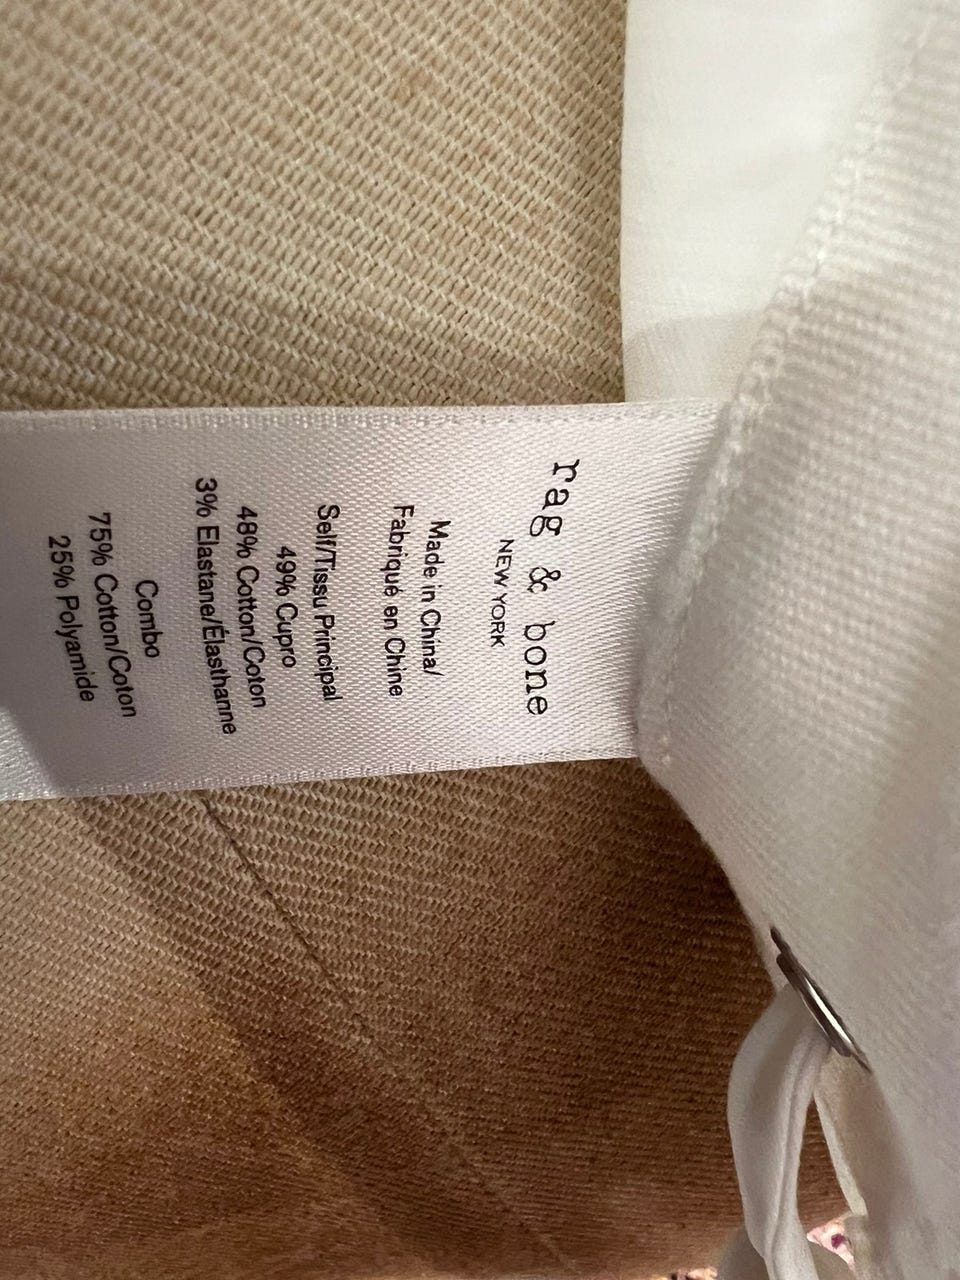 rag & bone
NEW YORK
Made in China/
Fabriqué en Chine
Self/Tissu Principal
49% Cupro
48% Cotton/Coton
3% Elastane/Élasthanne
Combo
75% Cotton/Coton
25% Polyamide